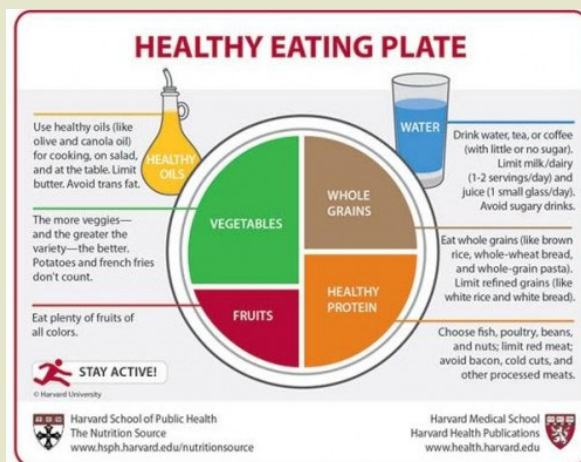 HEALTHY EATING PLATE
Use healthy oils (like
olive and canola oil)
for cooking, on salad,
and at the table. Limit
butter. Avoid trans fat.
HEALTHY
OILS
The more veggies—
and the greater the
variety—the better.
Potatoes and french fries
don't count.
Eat plenty of fruits of
all colors.
VEGETABLES
FRUITS
WHOLE
GRAINS
HEALTHY
PROTEIN
WATER
Drink water, tea, or coffee
(with little or no sugar).
Limit milk/dairy
(1-2 servings/day) and
juice (1 small glass/day).
Avoid sugary drinks.
Eat whole grains (like brown
rice, whole-wheat bread,
and whole-grain pasta).
Limit refined grains (like
white rice and white bread).
Choose fish, poultry, beans,
and nuts; limit red meat;
avoid bacon, cold cuts, and
other processed meats.
STAY ACTIVE!
© Harvard University
Harvard School of Public Health
The Nutrition Source
www.hsph.harvard.edu/nutritionsource
Harvard Medical School
Harvard Health Publications
www.health.harvard.edu